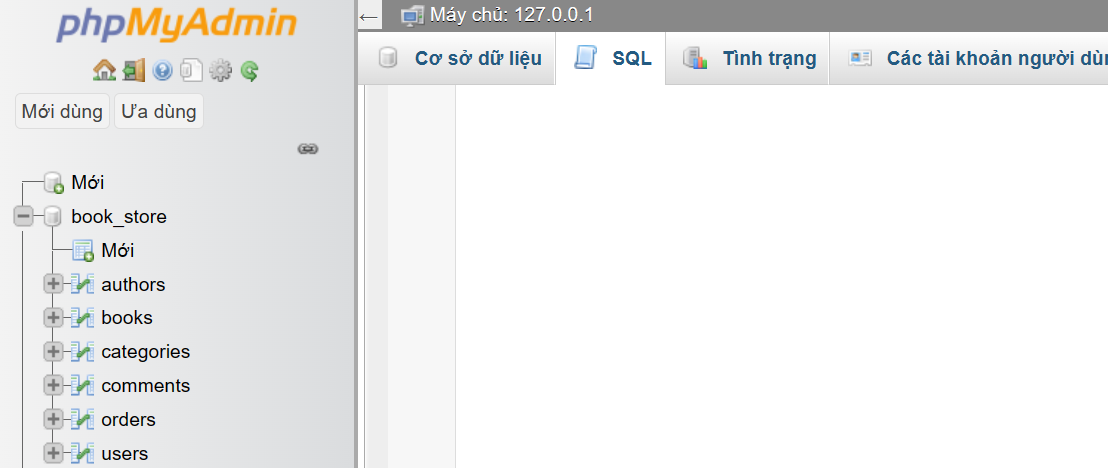 phpMyAdmin
Mới dùng Ưa dùng
Mới
book_store
Mới
authors
books
categories
comments
orders
users
← Máy chủ: 127.0.0.1
Cơ sở dữ liệu SQL Tình trạng Các tài khoản người dùn